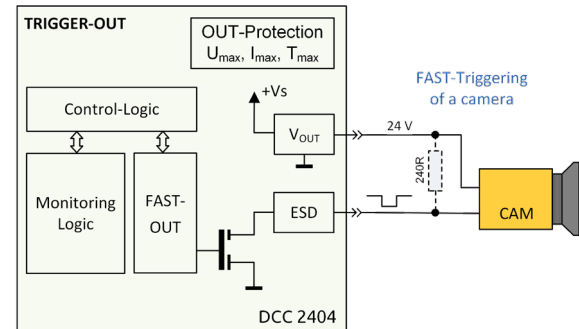 TRIGGER-OUT
OUT-Protection
Umax, Imax, Tmax
FAST-Triggering
of a camera
+Vs
Control-Logic
VOUT
24 V
240R
Monitoring
Logic
FAST-
OUT
ESD
CAM
DCC 2404